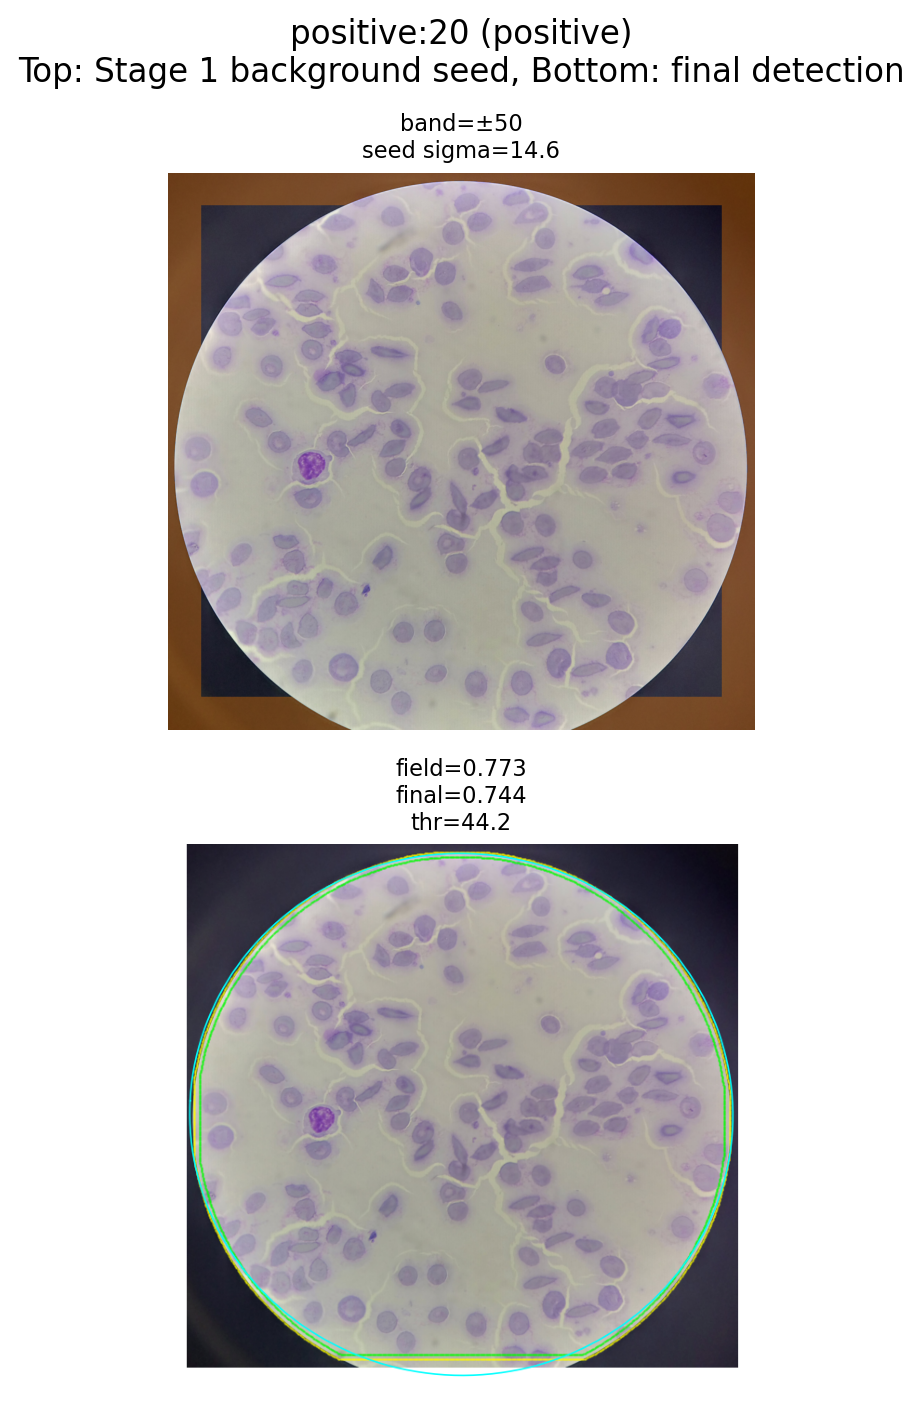 positive:20 (positive)
Top: Stage 1 background seed, Bottom: final detection
band=±50
seed sigma=14.6
field=0.773
final=0.744
thr=44.2